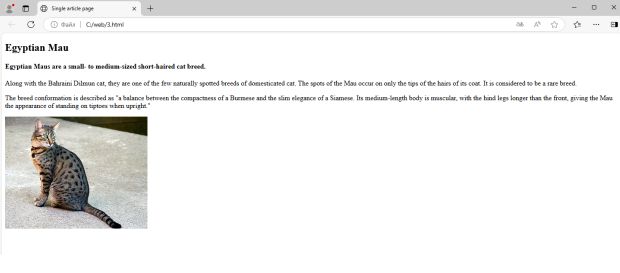 Single article page
Файл
C:/web/3.html
Egyptian Mau
Egyptian Maus are a small- to medium-sized short-haired cat breed.
Along with the Bahraini Dilmun cat, they are one of the few naturally spotted breeds of domesticated cat. The spots of the Mau occur on only the tips of the hairs of its coat. It is considered to be a rare breed.
The breed conformation is described as "a balance between the compactness of a Burmese and the slim elegance of a Siamese. Its medium-length body is muscular, with the hind legs longer than the front, giving the Mau
the appearance of standing on tiptoes when upright."